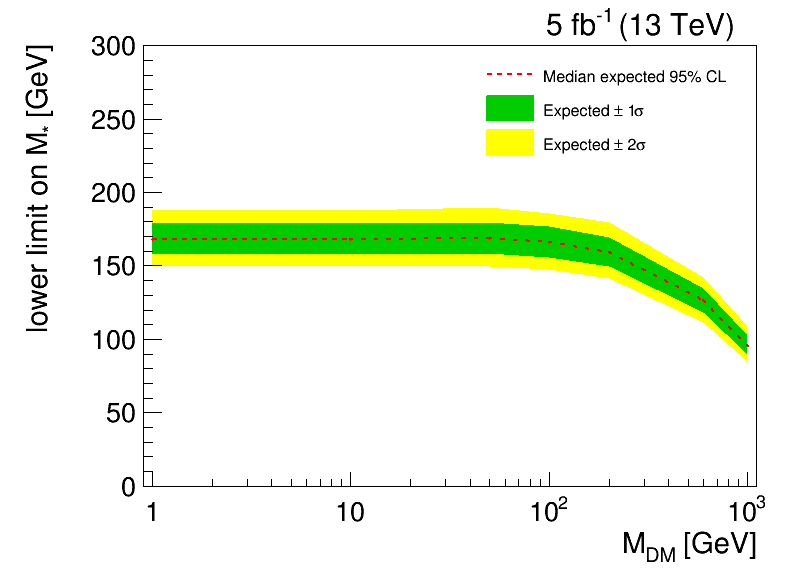 5 fb⁻¹ (13 TeV)
lower limit on M* [GeV]
300
250
200
150
100
50
0
Median expected 95% CL
Expected ± 1σ
Expected ± 2σ
1 10 10² 10³
M_DM [GeV]